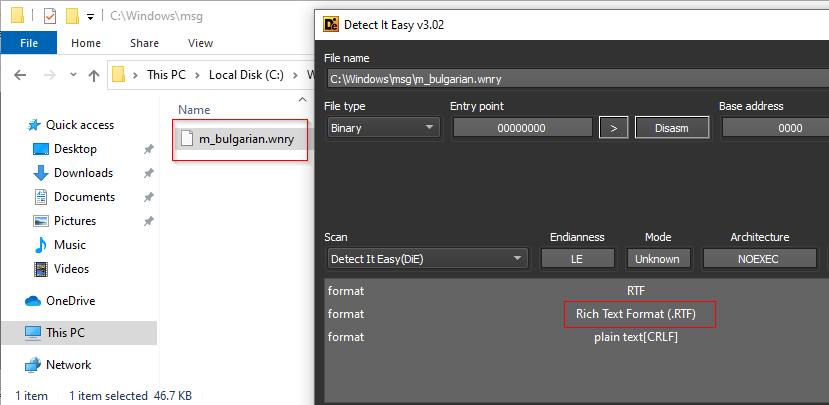 C:\Windows\msg
File
Home
Share
View
This PC
Local Disk (C:)
Quick access
Desktop
Downloads
Documents
Pictures
Music
Videos
OneDrive
This PC
Network
Name
m_bulgarian.wnry
1 item
1 item selected 46.7 KB
Detect It Easy v3.02
File name
C:\Windows\msg\m_bulgarian.wnry
File type
Entry point
Base address
Binary
00000000
>
Disasm
0000
Scan
Endianness
Mode
Architecture
Detect It Easy(DiE)
LE
Unknown
NOEXEC
format
RTF
format
Rich Text Format (.RTF)
format
plain text[CRLF]